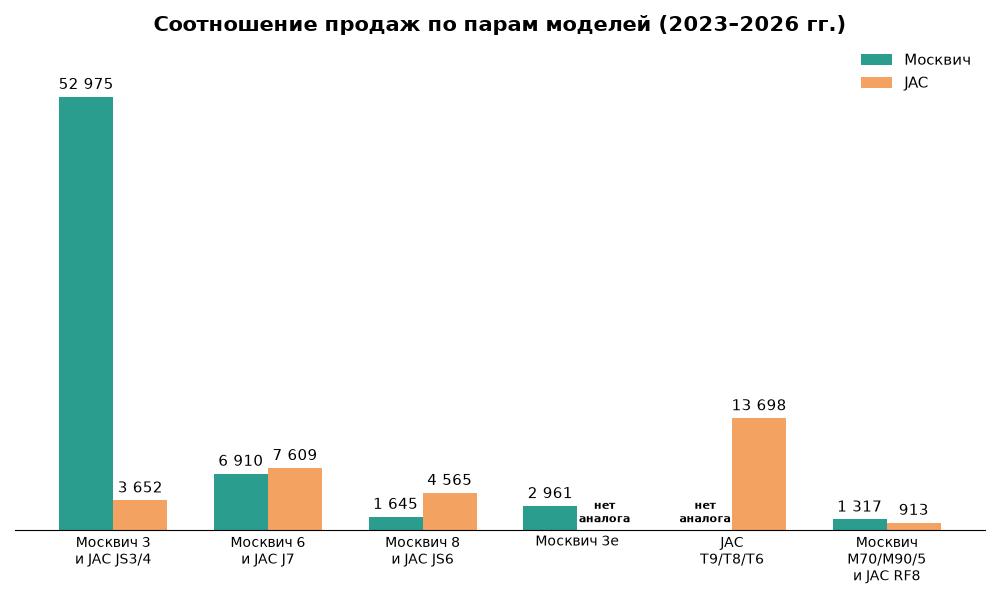 Соотношение продаж по парам моделей (2023–2026 гг.)
Москвич
JAC
52 975
3 652
6 910
7 609
1 645
4 565
2 961
нет
аналога
нет
аналога
13 698
1 317
913
Москвич 3
и JAC JS3/4
Москвич 6
и JAC J7
Москвич 8
и JAC JS6
Москвич 3е
JAC
T9/T8/T6
Москвич
М70/М90/5
и JAC RF8